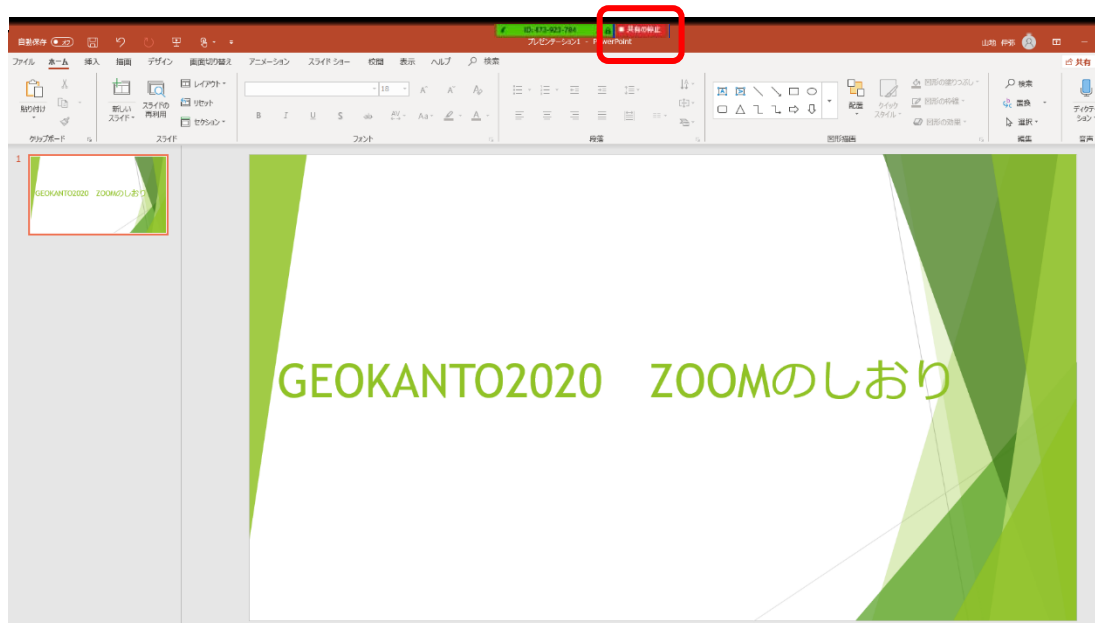 ID: 473-923-784 ■ 共有の停止
自動保存 プレゼンテーション1 - PowerPoint
ファイル ホーム 挿入 描画 デザイン 画面切り替え アニメーション スライド ショー 校閲 表示 ヘルプ 検索 共有
レイアウト
リセット
セクション
貼り付け 新しい スライドの
スライド 再利用
18
B I U S ab AV Aa A
配置 クイック
スタイル
図形の塗りつぶし
図形の枠線
図形の効果
検索
置換
選択
クリップボード スライド フォント 段落 図形描画 編集 音声
1
GEOKANTO2020 ZOOMのしおり
GEOKANTO2020 ZOOMのしおり